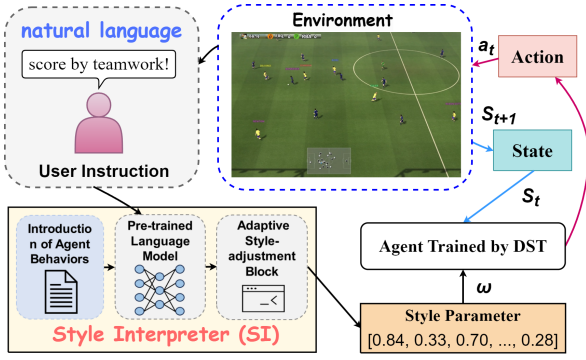 natural language
score by teamwork!
User Instruction
Environment
a_t
Action
S_{t+1}
State
S_t
Agent Trained by DST
ω
Introductio
n of Agent
Behaviors
Pre-trained
Language
Model
Adaptive
Style-
adjustment
Block
Style Interpreter (SI)
Style Parameter
[0.84, 0.33, 0.70, ..., 0.28]